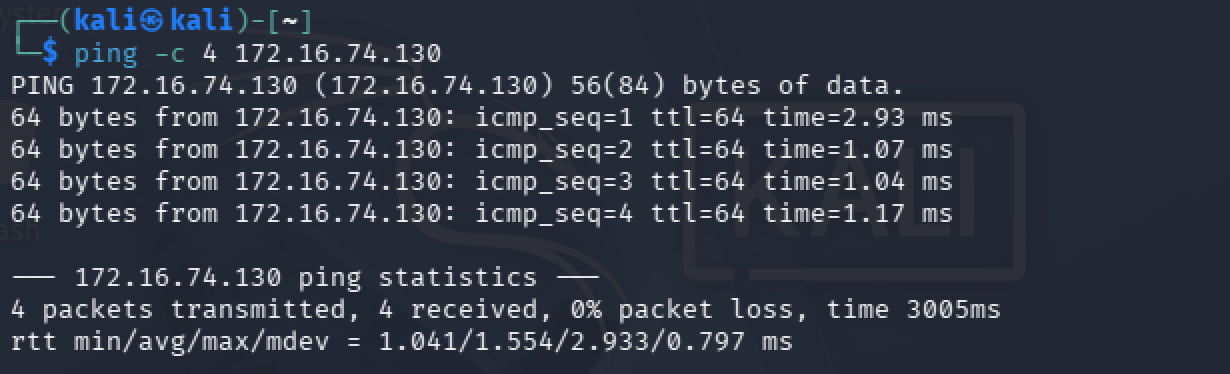 ┌──(kali㉿kali)-[~]
└─$ ping -c 4 172.16.74.130
PING 172.16.74.130 (172.16.74.130) 56(84) bytes of data.
64 bytes from 172.16.74.130: icmp_seq=1 ttl=64 time=2.93 ms
64 bytes from 172.16.74.130: icmp_seq=2 ttl=64 time=1.07 ms
64 bytes from 172.16.74.130: icmp_seq=3 ttl=64 time=1.04 ms
64 bytes from 172.16.74.130: icmp_seq=4 ttl=64 time=1.17 ms
KALI
--- 172.16.74.130 ping statistics ---
4 packets transmitted, 4 received, 0% packet loss, time 3005ms
rtt min/avg/max/mdev = 1.041/1.554/2.933/0.797 ms